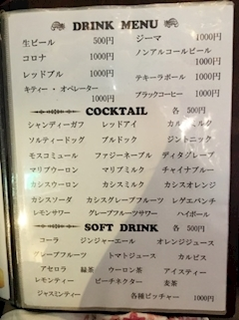 DRINK MENU
生ビール 500円 ジーマ 1000円
コロナ 1000円 ノンアルコールビール 1000円
レッドブル 1000円 テキーラボール 1000円
キティー・オペレーター 1000円 ブラックコーヒー 1000円
COCKTAIL 各 500円
シャンディーガフ レッドアイ カルーアミルク
ソルティードッグ ブルドック ジントニック
モスコミュール ファジーネーブル ディタグレープ
マリブウーロン マリブミルク チャイナブルー
カシスウーロン カシスミルク カシスオレンジ
カシスソーダ カシスグレープフルーツ レゲエパンチ
レモンサワー グレープフルーツサワー ハイボール
SOFT DRINK 各 500円
コーラ ジンジャーエール オレンジジュース
グレープフルーツ トマトジュース カルピス
アセロラ 緑茶 ウーロン茶 アイスティー
レモンティー ピーチネクター 麦茶
ジャスミンティー 各種ピッチャー 1000円